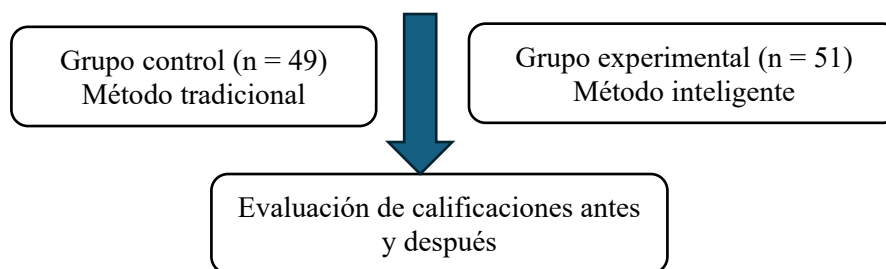 Grupo control (n = 49)
Método tradicional
Grupo experimental (n = 51)
Método inteligente
Evaluación de calificaciones antes
y después